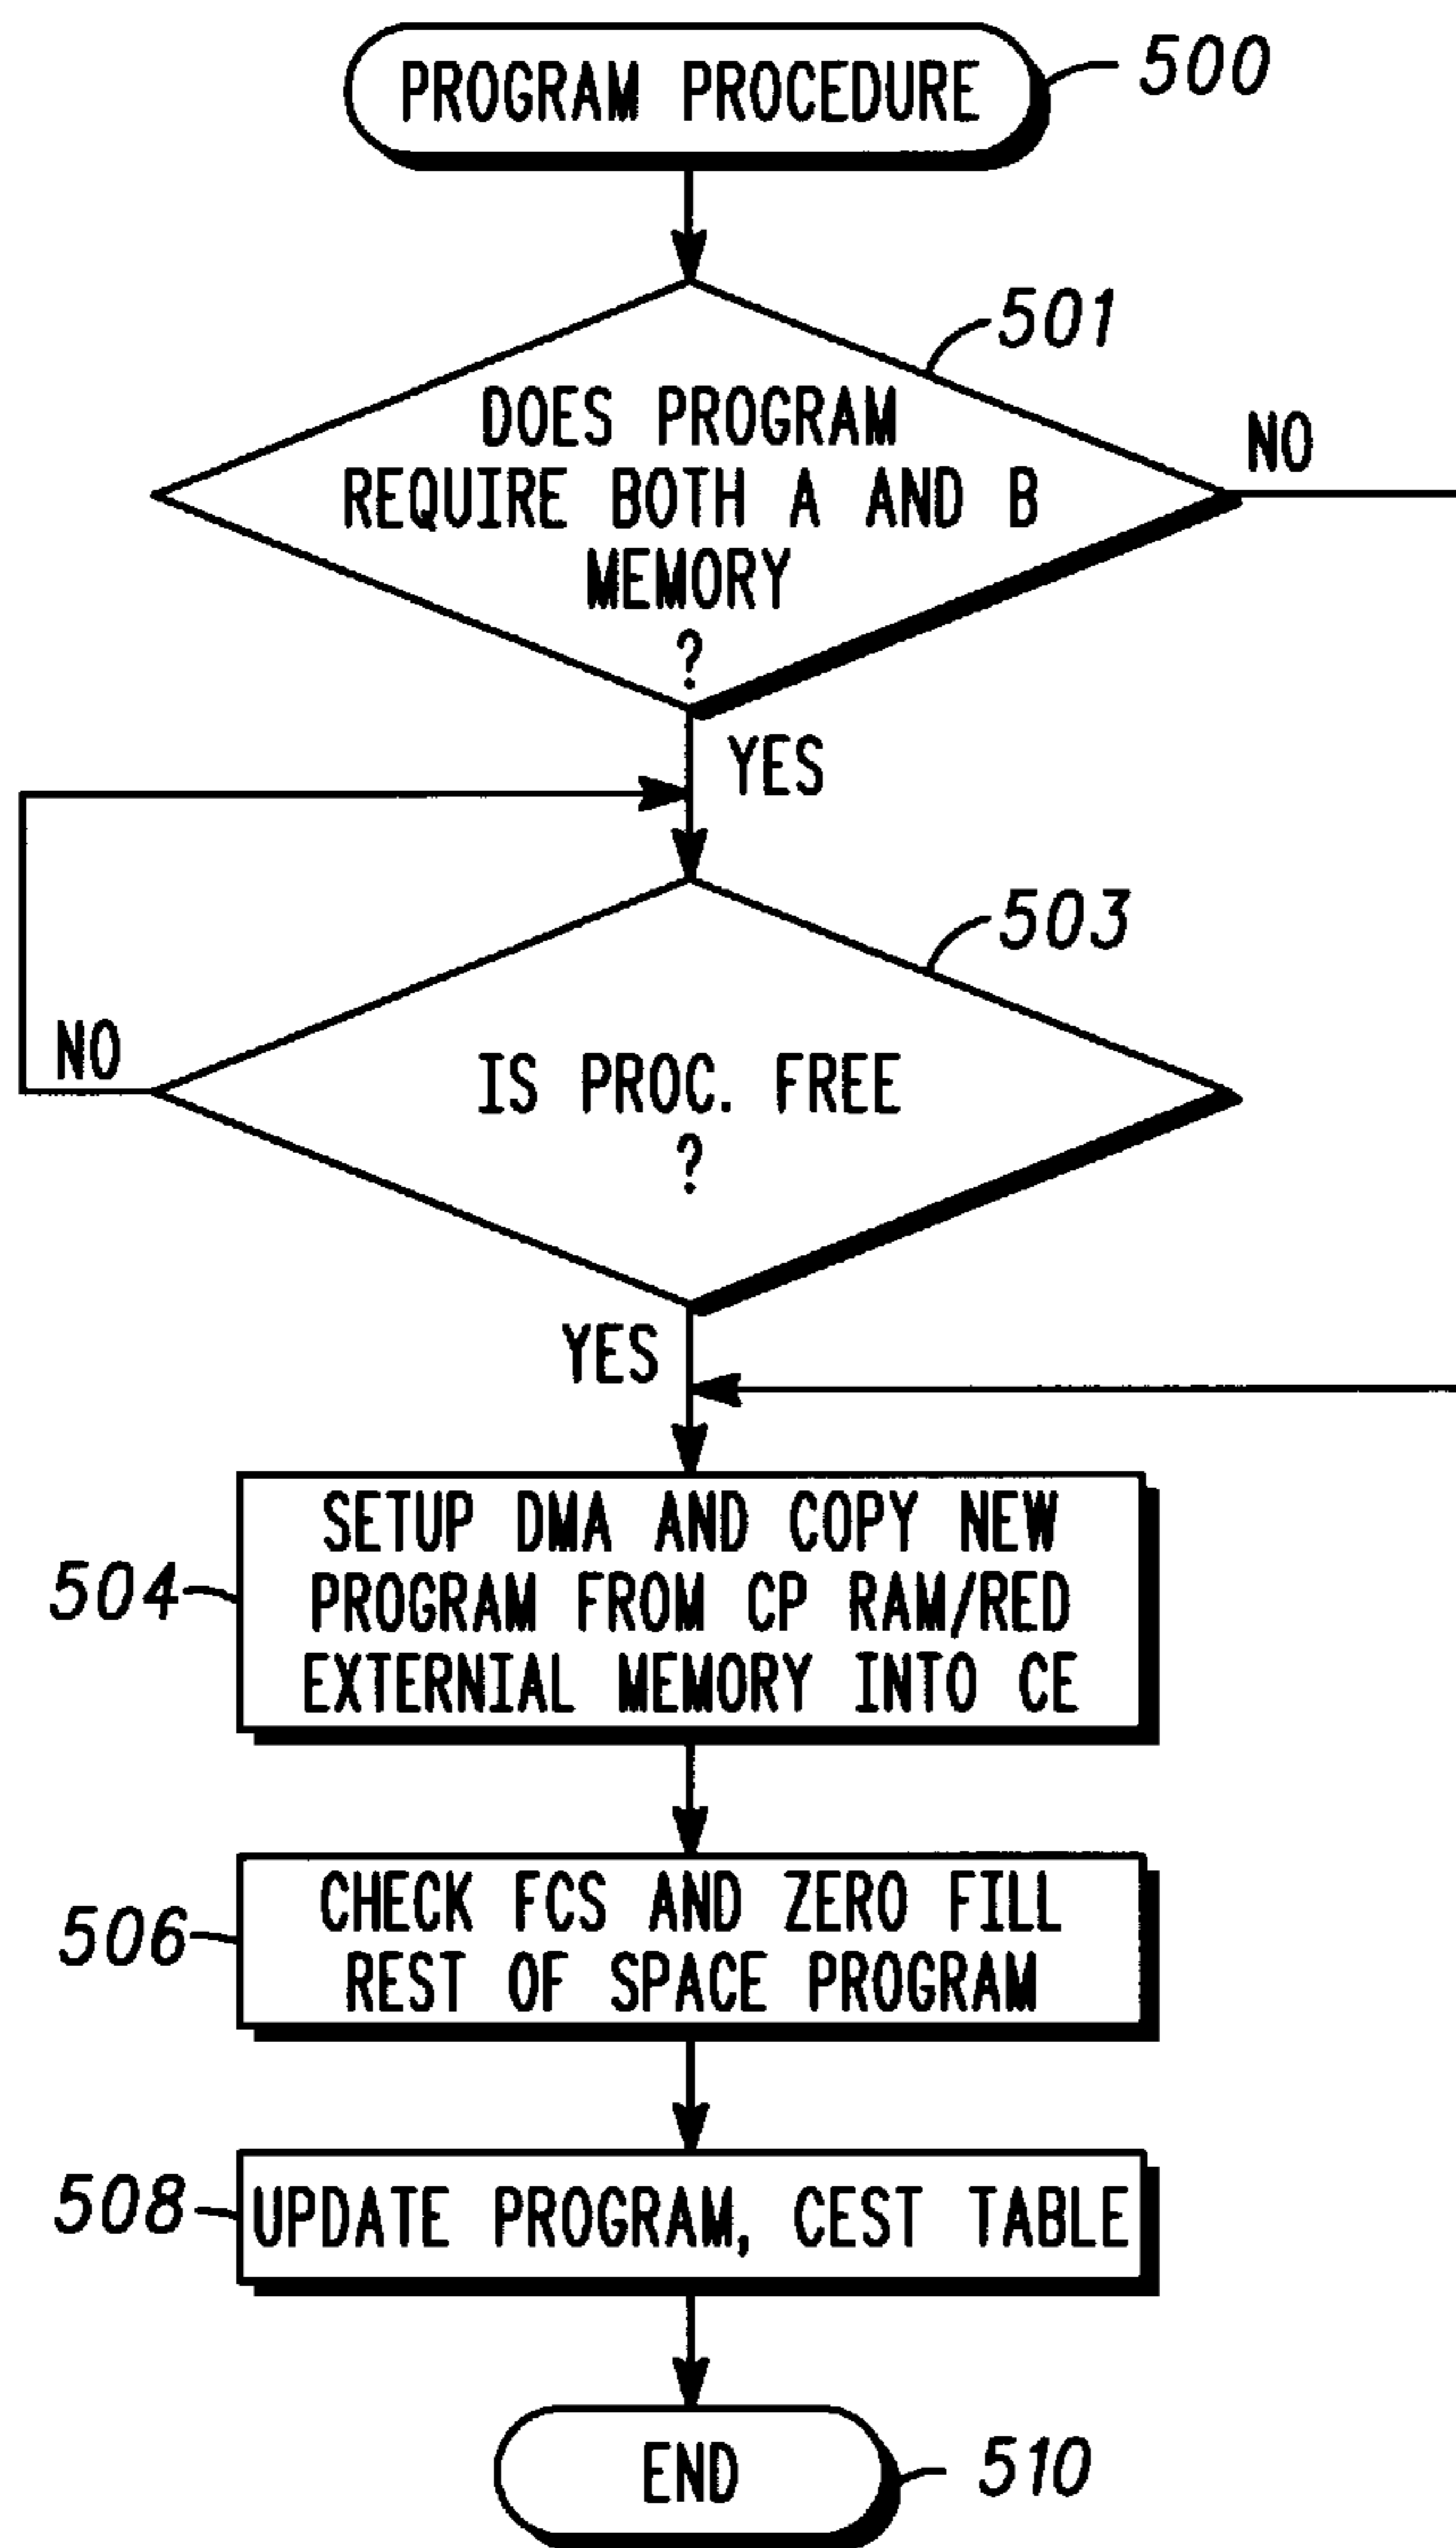 PROGRAM PROCEDURE
500
501
DOES PROGRAM
REQUIRE BOTH A AND B
MEMORY
?
NO
YES
503
NO
IS PROC. FREE
?
YES
504
SETUP DMA AND COPY NEW
PROGRAM FROM CP RAM/RED
EXTERNIAL MEMORY INTO CE
506
CHECK FCS AND ZERO FILL
REST OF SPACE PROGRAM
508
UPDATE PROGRAM, CEST TABLE
END
510